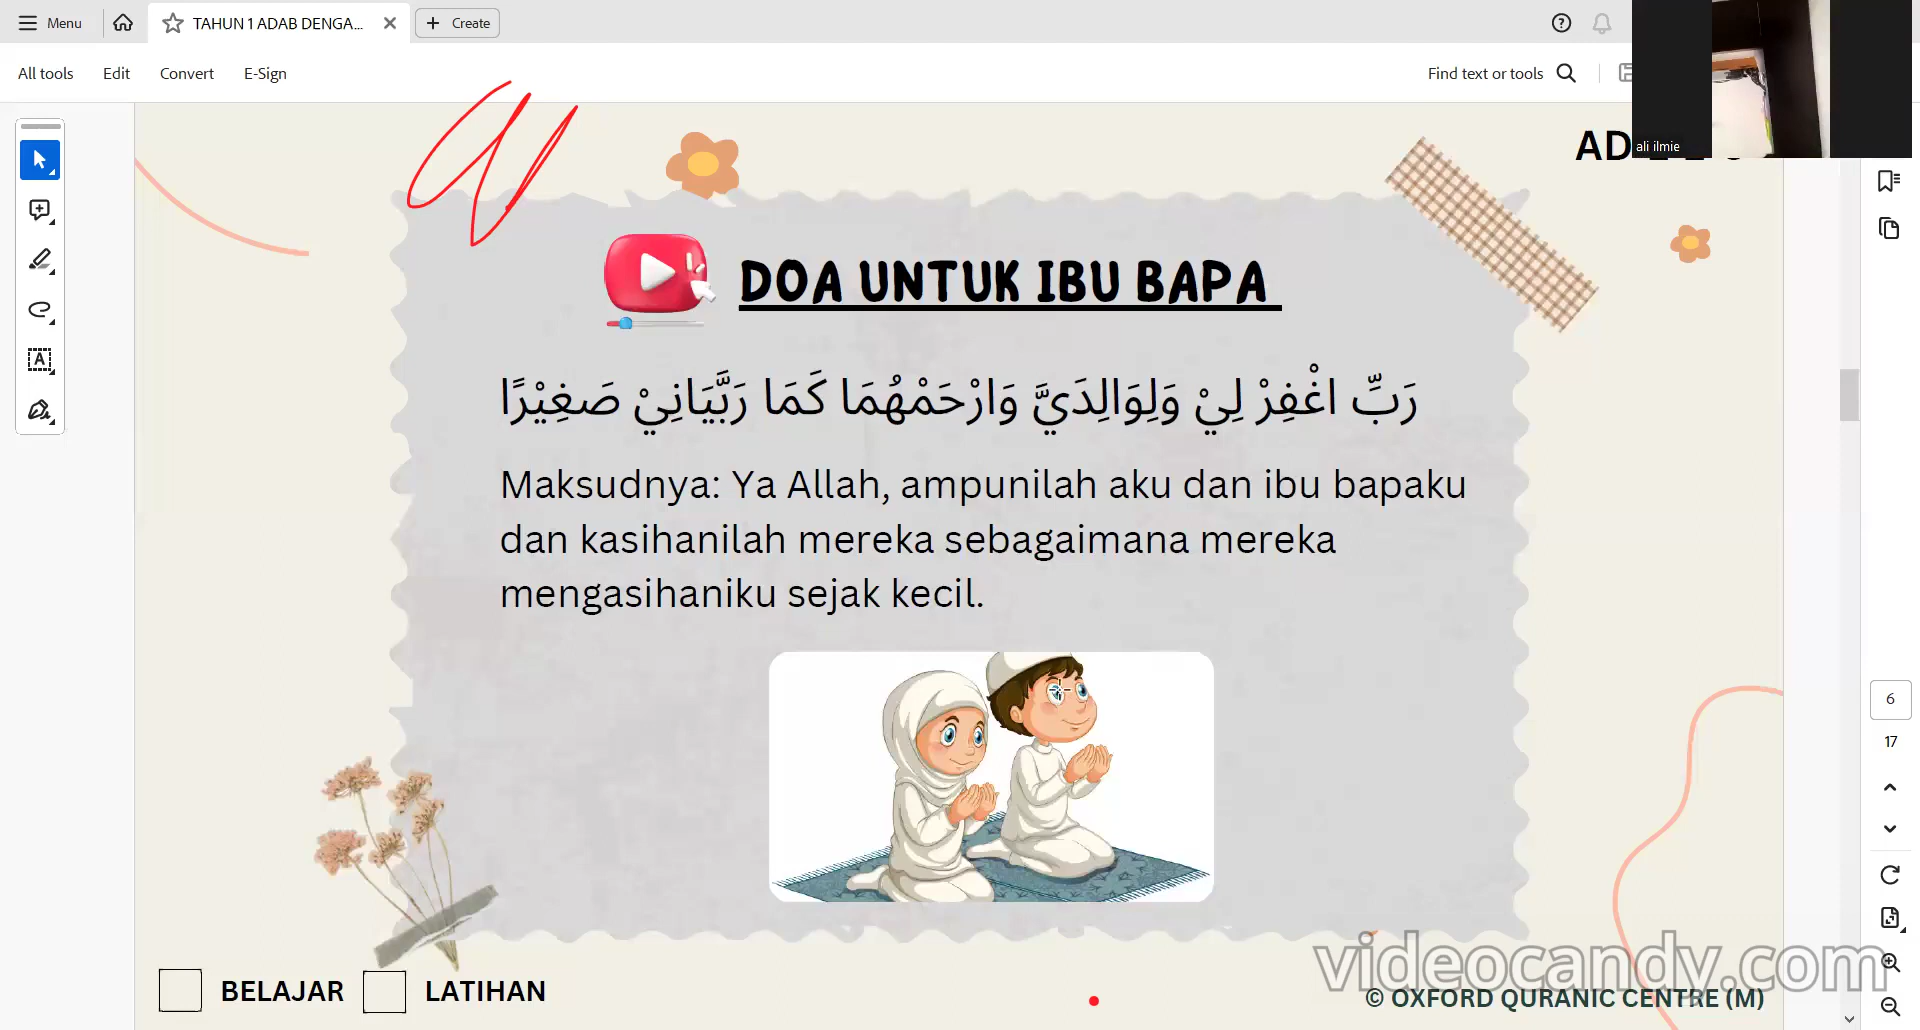 Menu
TAHUN 1 ADAB DENGA...
Create
All tools
Edit
Convert
E-Sign
Find text or tools
ali ilmie
DOA UNTUK IBU BAPA
رَبِّ اغْفِرْ لِيْ وَلِوَالِدَيَّ وَارْحَمْهُمَا كَمَا رَبَّيَانِيْ صَغِيْرًا
Maksudnya: Ya Allah, ampunilah aku dan ibu bapaku
dan kasihanilah mereka sebagaimana mereka
mengasihaniku sejak kecil.
6
17
BELAJAR
LATIHAN
videocandy.com
© OXFORD QURANIC CENTRE (M)